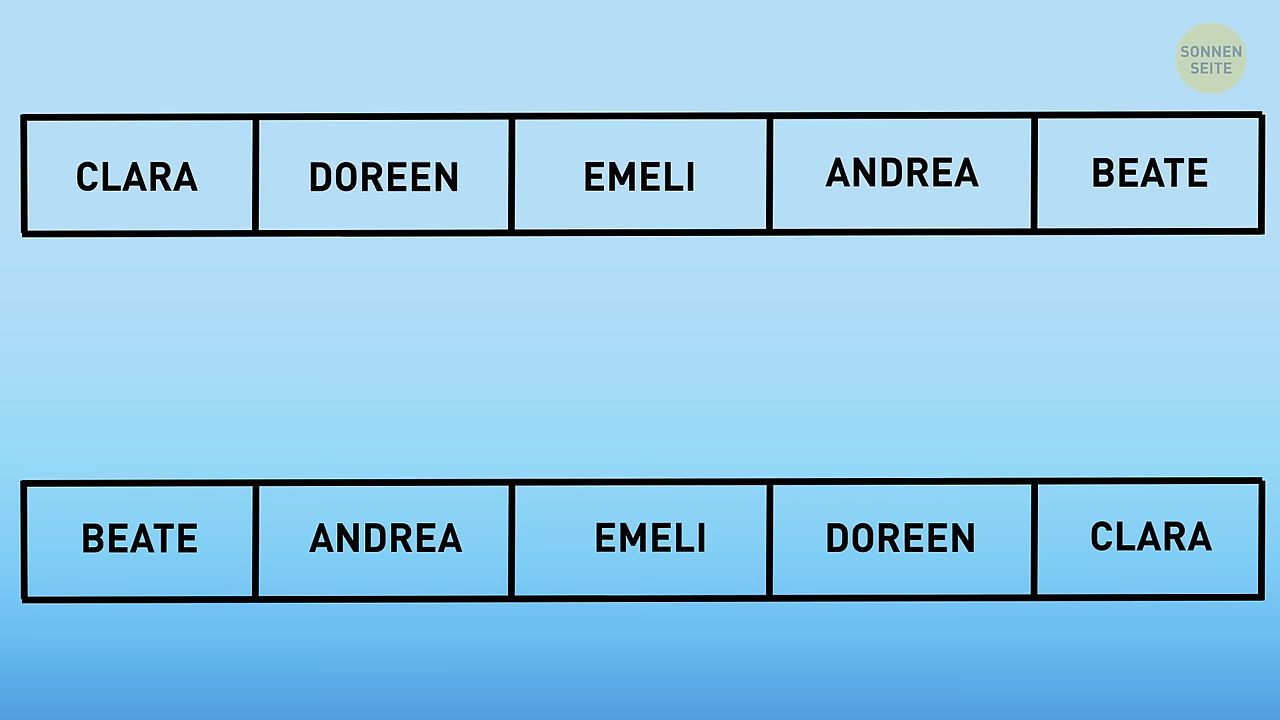 SONNEN
SEITE
CLARA DOREEN EMELI ANDREA BEATE
BEATE ANDREA EMELI DOREEN CLARA